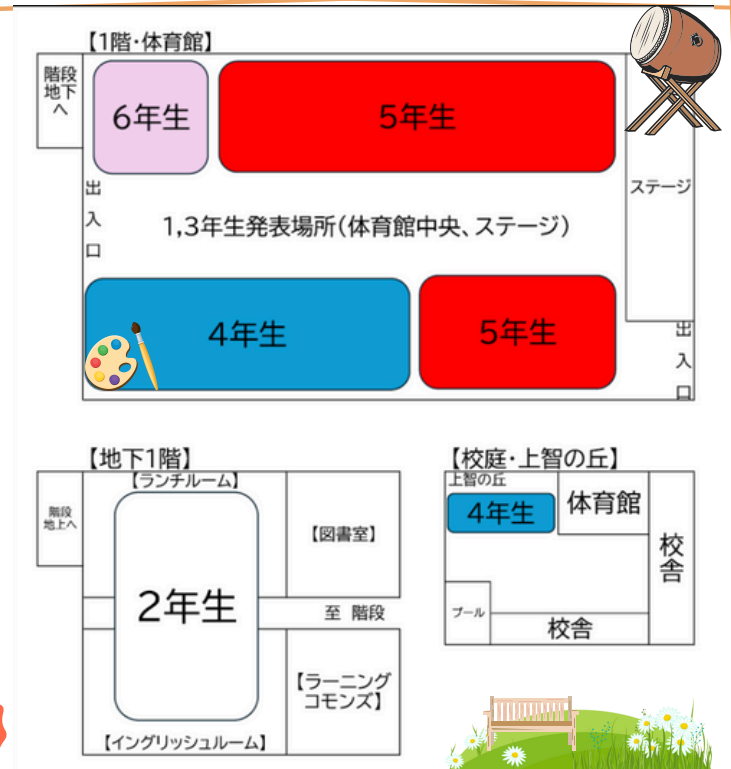 【1階・体育館】
階段
地下
へ
6年生
5年生
出
入
口
1,3年生発表場所(体育館中央、ステージ)
ステージ
4年生
5年生
出
入
口
【地下1階】
【ランチルーム】
階段
地上へ
【図書室】
2年生
至 階段
【ラーニング
コモンズ】
【イングリッシュルーム】
【校庭・上智の丘】
上智の丘
4年生
体育館
校
舎
プール
校舎